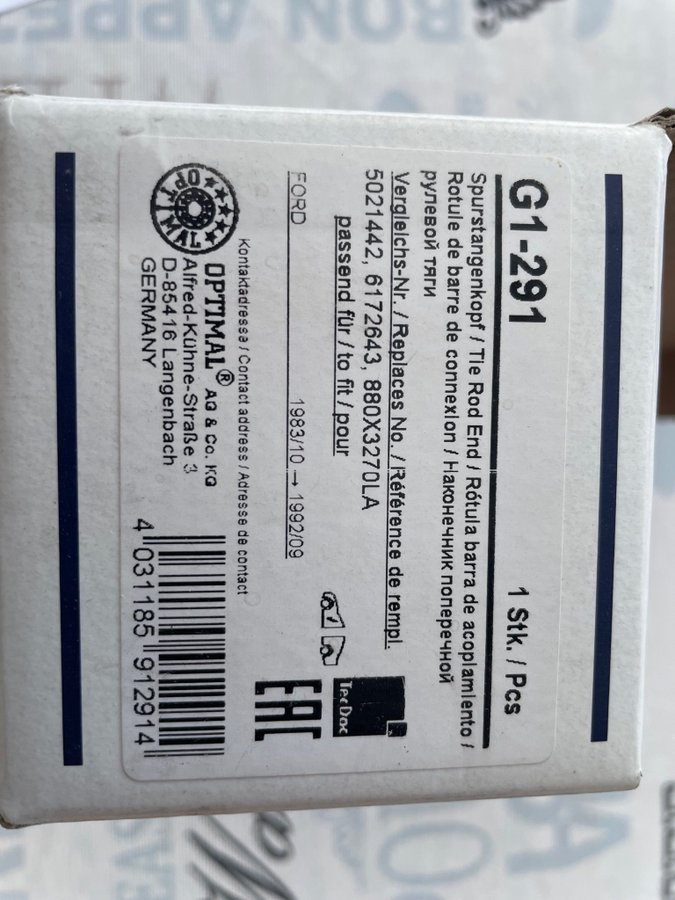 G1-291
1 Stk. / Pcs
Spurstangenkopf / Tie Rod End / Rótula barra de acoplamiento /
Rotule de barre de connexion / Наконечник поперечной
рулевой тяги
Vergleichs-Nr. / Replaces No. / Référence de rempl.
5021442, 6172643, 880X3270LA
passend für / to fit / pour
FORD 1983/10 → 1992/09
TecDoc
EAC
Kontaktadresse / Contact address / Adresse de contact
OPTIMAL
OPTIMAL® AG & Co. KG
Alfred-Kühne-Straße 3
D-85416 Langenbach
GERMANY
4 031185 912914
BON APPET